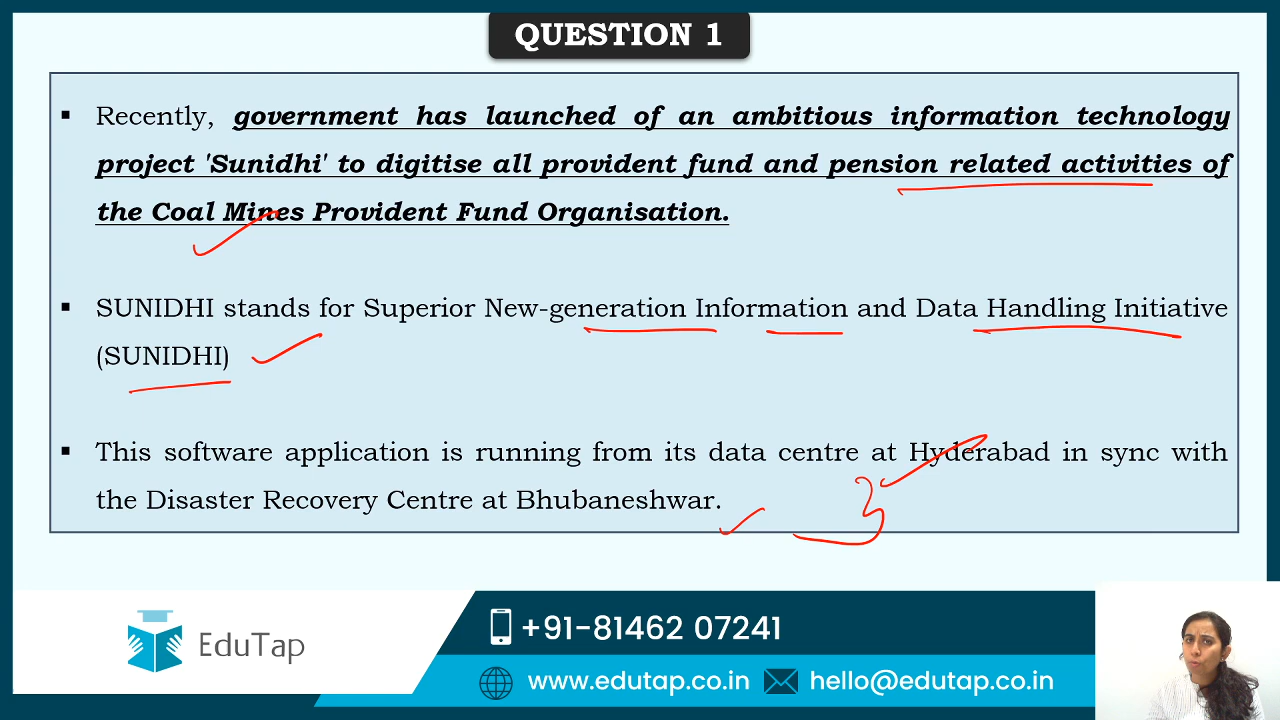 QUESTION 1
▪ Recently, government has launched of an ambitious information technology
project 'Sunidhi' to digitise all provident fund and pension related activities of
the Coal Mines Provident Fund Organisation.
▪ SUNIDHI stands for Superior New-generation Information and Data Handling Initiative
(SUNIDHI)
▪ This software application is running from its data centre at Hyderabad in sync with
the Disaster Recovery Centre at Bhubaneshwar.
EduTap
+91-81462 07241
www.edutap.co.in hello@edutap.co.in